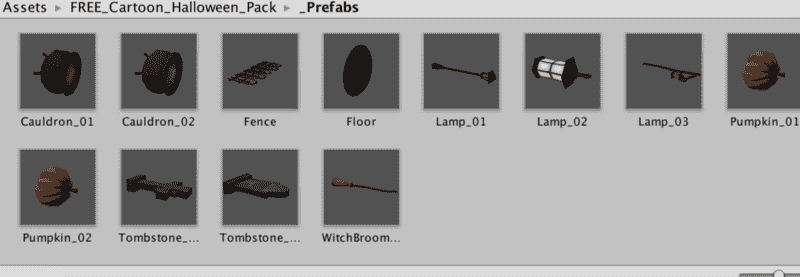 Assets ▸ FREE_Cartoon_Halloween_Pack ▸ _Prefabs
Cauldron_01 Cauldron_02 Fence Floor Lamp_01 Lamp_02 Lamp_03 Pumpkin_01
Pumpkin_02 Tombstone_... Tombstone_... WitchBroom...